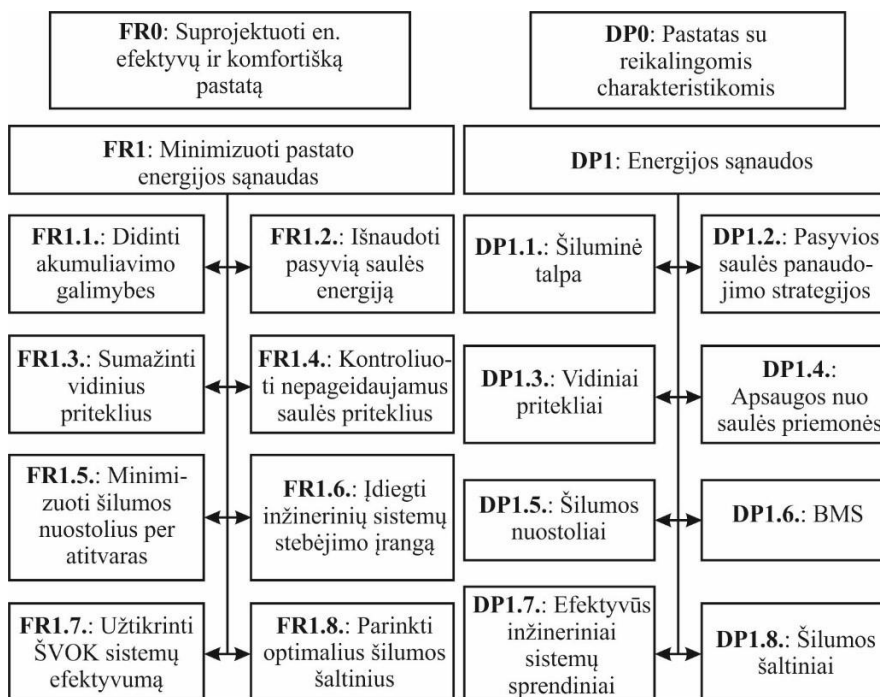 FR0: Suprojektuoti en.
efektyvų ir komfortišką
pastatą
DP0: Pastatas su
reikalingomis
charakteristikomis
FR1: Minimizuoti pastato
energijos sąnaudas
DP1: Energijos sąnaudos
FR1.1.: Didinti
akumuliavimo
galimybes
FR1.2.: Išnaudoti
pasyvią saulės
energiją
DP1.1.: Šiluminė
talpa
DP1.2.: Pasyvios
saulės panaudo-
jimo strategijos
FR1.3.: Sumažinti
vidinius
priteklius
FR1.4.: Kontroliuo-
ti nepageidaujamus
saulės priteklius
DP1.3.: Vidiniai
pritekliai
DP1.4.:
Apsaugos nuo
saulės priemonės
FR1.5.: Minimi-
zuoti šilumos
nuostolius per
atitvaras
FR1.6.: Įdiegti
inžinerinių sistemų
stebėjimo įrangą
DP1.5.: Šilumos
nuostoliai
DP1.6.: BMS
FR1.7.: Užtikrinti
ŠVOK sistemų
efektyvumą
FR1.8.: Parinkti
optimalius šilumos
šaltinius
DP1.7.: Efektyvūs
inžineriniai
sistemų
sprendiniai
DP1.8.: Šilumos
šaltiniai